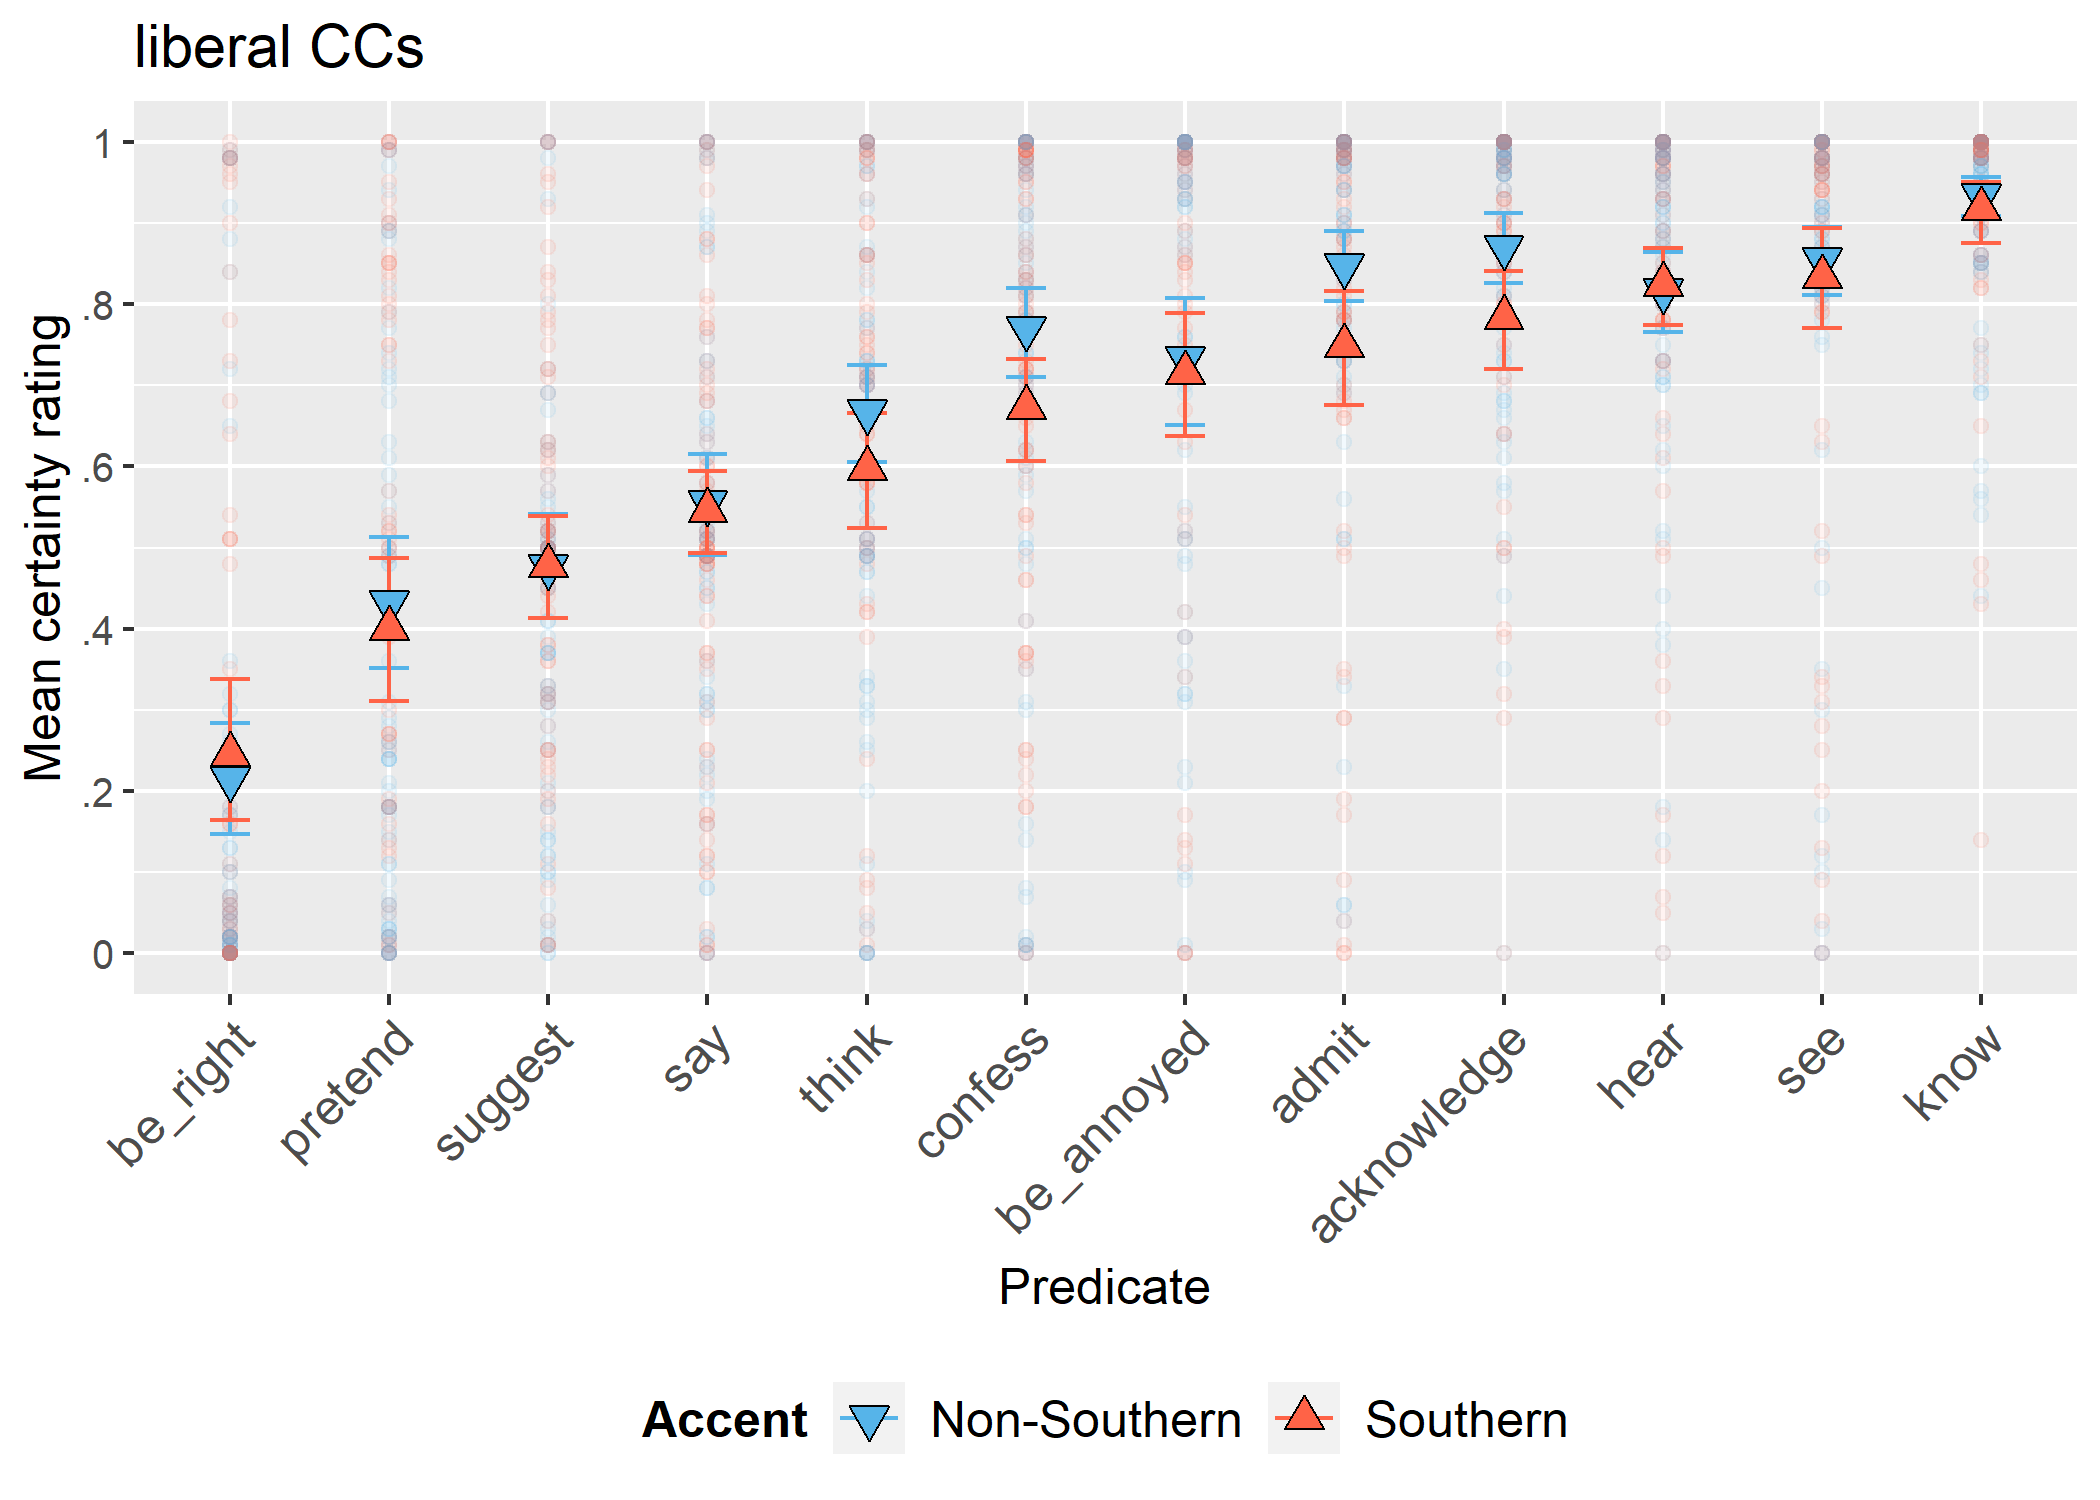 liberal CCs
Mean certainty rating
1
.8
.6
.4
.2
0
be_right
pretend
suggest
say
think
confess
be_annoyed
admit
acknowledge
hear
see
know
Predicate
Accent Non-Southern Southern